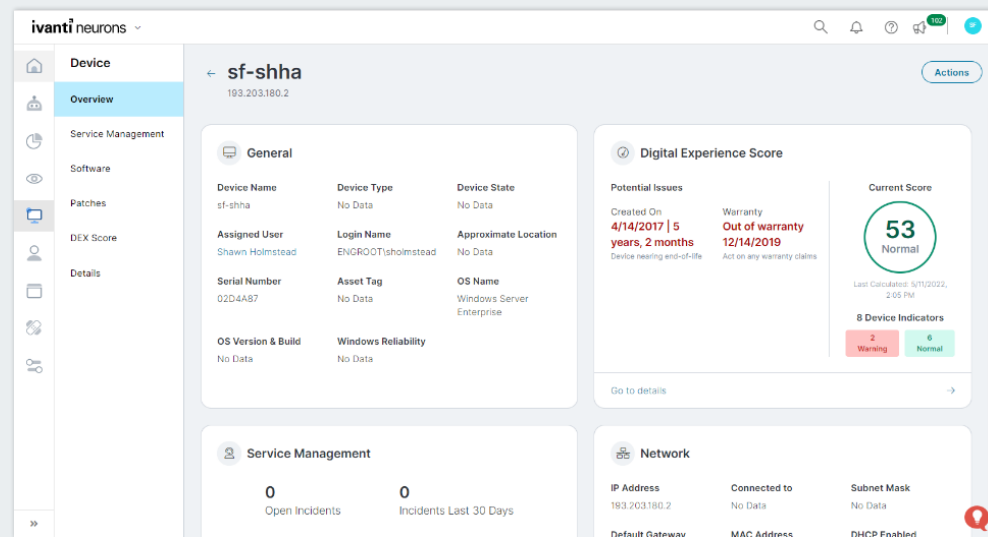 ivanti neurons
102
SF
Device
Overview
Service Management
Software
Patches
DEX Score
Details
← sf-shha
193.203.180.2
Actions
General
Device Name
Device Type
Device State
sf-shha
No Data
No Data
Assigned User
Login Name
Approximate Location
Shawn Holmstead
ENGROOT\sholmstead
No Data
Serial Number
Asset Tag
OS Name
02D4A87
No Data
Windows Server
Enterprise
OS Version & Build
Windows Reliability
No Data
No Data
Digital Experience Score
Potential Issues
Created On
4/14/2017 | 5
years, 2 months
Device nearing end-of-life
Warranty
Out of warranty
12/14/2019
Act on any warranty claims
Current Score
53
Normal
Last Calculated: 5/11/2022,
2:05 PM
8 Device Indicators
2
Warning
6
Normal
Go to details →
Service Management
0
Open Incidents
0
Incidents Last 30 Days
Network
IP Address
Connected to
Subnet Mask
193.203.180.2
No Data
No Data
Default Gateway
MAC Address
DHCP Enabled
»